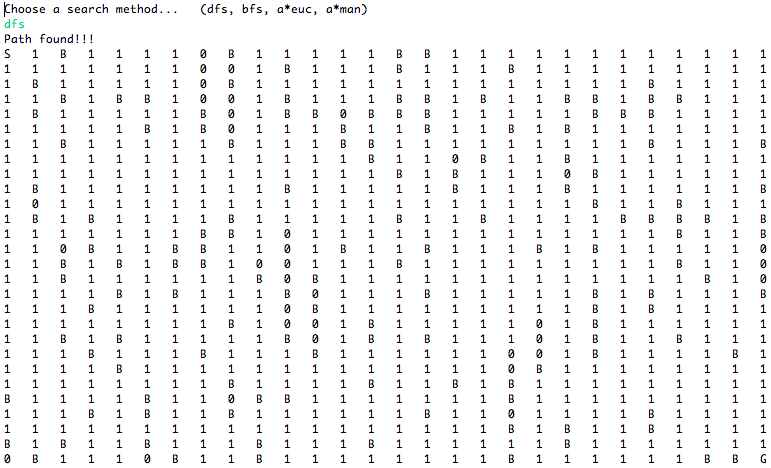 Choose a search method... (dfs, bfs, a*euc, a*man)
dfs
Path found!!!
S 1 B 1 1 1 1 0 B 1 1 1 1 1 B B 1 1 1 1 1 1 1 1 1 1 1 1
1 1 1 1 1 1 1 0 0 1 B 1 1 1 B 1 1 1 B 1 1 1 1 1 1 1 1 1
1 B 1 1 1 1 1 0 B 1 1 1 1 1 1 1 1 1 1 1 1 1 1 B 1 1 1 1
1 1 B 1 B B 1 0 0 1 B 1 1 1 B B 1 B 1 1 B B 1 B B 1 1 1
1 B 1 1 1 1 1 B 0 1 B B 0 B B B 1 1 1 1 1 B B B 1 1 1 1
1 1 1 1 1 B 1 B 0 1 1 1 B 1 1 B 1 1 B 1 B 1 1 1 1 1 1 1
1 1 B 1 1 1 1 1 B 1 1 1 B B 1 1 1 1 1 1 1 1 1 B 1 1 1 B
1 1 1 1 1 1 1 1 1 1 1 1 1 B 1 1 0 B 1 1 B 1 1 1 1 1 1 1
1 1 1 1 1 1 1 1 1 1 1 1 1 1 B 1 B 1 1 1 0 B 1 1 1 1 1 1
1 B 1 1 1 1 1 1 1 1 B 1 1 1 1 1 B 1 1 1 B 1 1 1 1 1 1 B
1 0 1 1 1 1 1 1 1 1 1 1 1 1 1 1 1 1 1 1 1 B 1 1 B 1 1 1
1 B 1 B 1 1 1 1 B 1 1 1 1 1 B 1 1 B 1 1 1 1 B B B B 1 B
1 1 1 1 1 1 1 B B 1 0 1 1 1 1 1 1 1 1 1 1 1 1 1 B 1 1 B
1 1 0 B 1 1 B B 1 1 0 1 B 1 1 B 1 1 1 B 1 B 1 1 1 1 1 0
1 1 B 1 B 1 B B 1 0 0 1 1 1 B 1 1 1 1 1 1 1 1 1 B 1 1 0
1 1 B 1 1 1 1 1 1 B 0 B 1 1 1 1 1 1 1 1 1 1 1 1 1 B 1 0
1 1 1 1 B 1 B 1 1 1 B 0 1 1 1 B 1 1 1 1 1 B 1 B 1 1 1 1
1 1 1 B 1 1 1 1 1 1 0 B 1 1 1 1 1 1 1 1 1 B 1 B 1 1 1 1
1 1 1 1 1 1 1 1 B 1 0 0 1 B 1 1 1 1 1 0 1 B 1 1 1 1 1 1
1 1 B B 1 1 1 1 1 1 B 0 1 B 1 B 1 1 1 0 1 B 1 1 B 1 1 1
1 1 1 B 1 1 1 B 1 1 1 B 1 1 1 1 1 1 0 0 1 B 1 1 1 1 B 1
1 1 1 1 B 1 1 1 1 1 1 1 1 1 1 1 1 1 0 B 1 1 1 1 1 1 1 1
1 1 1 1 1 1 1 1 B 1 1 1 1 B 1 1 B 1 B 1 1 1 1 1 1 1 1 1
B 1 1 1 1 B 1 1 0 B B 1 1 1 1 1 1 1 B 1 1 1 1 1 1 1 1 1
1 1 1 B 1 B 1 1 B 1 1 1 1 1 1 B 1 1 0 1 1 1 1 B 1 1 1 1
1 1 1 1 1 1 1 1 1 1 1 1 1 1 1 1 1 1 B 1 B B 1 B 1 1 1 1
B 1 B 1 1 B 1 1 1 B 1 1 1 B 1 1 1 1 1 1 B 1 1 1 1 1 1 1
0 B 1 1 1 0 B 1 1 B 1 1 1 1 1 1 1 1 B 1 1 1 1 1 1 B B G